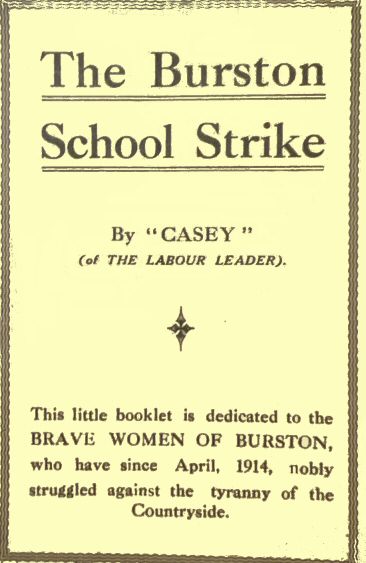 The Burston
School Strike
By "CASEY"
(of THE LABOUR LEADER).
This little booklet is dedicated to the
BRAVE WOMEN OF BURSTON,
who have since April, 1914, nobly
struggled against the tyranny of the
Countryside.